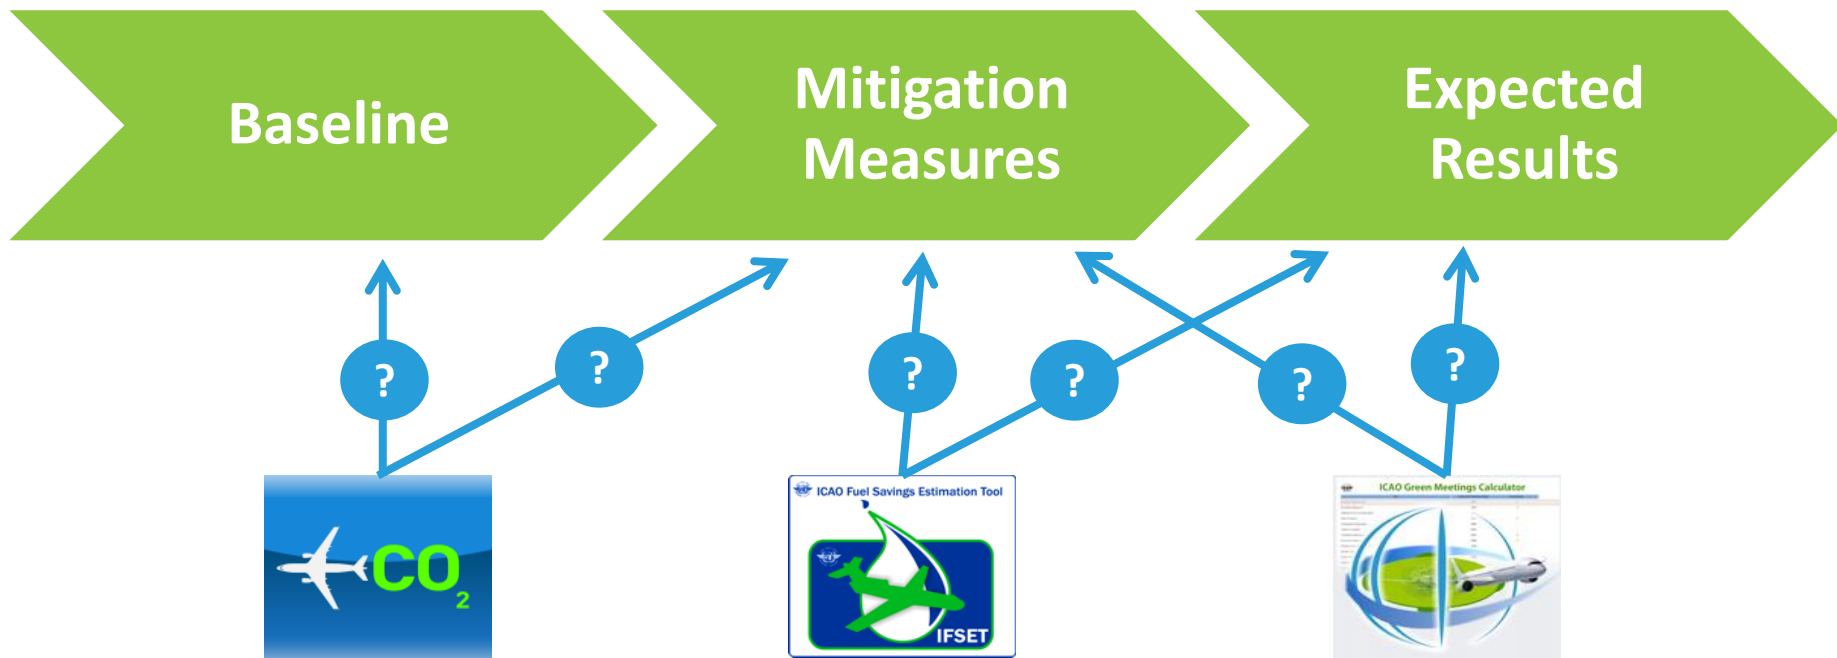 Baseline
Mitigation
Measures
Expected
Results
?
?
?
?
?
?
CO2
ICAO Fuel Savings Estimation Tool
IFSET
ICAO Green Meetings Calculator